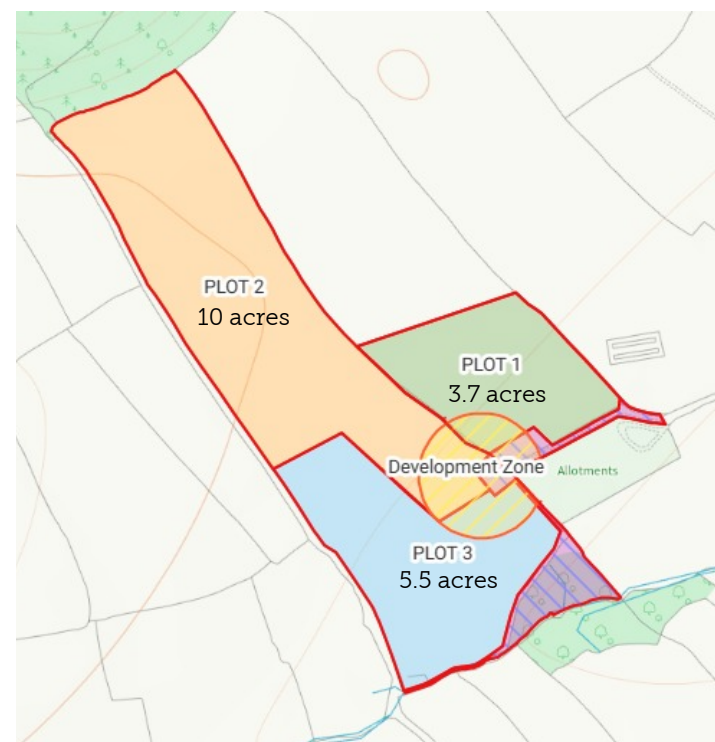 PLOT 2
10 acres
PLOT 1
3.7 acres
Development Zone
Allotments
PLOT 3
5.5 acres